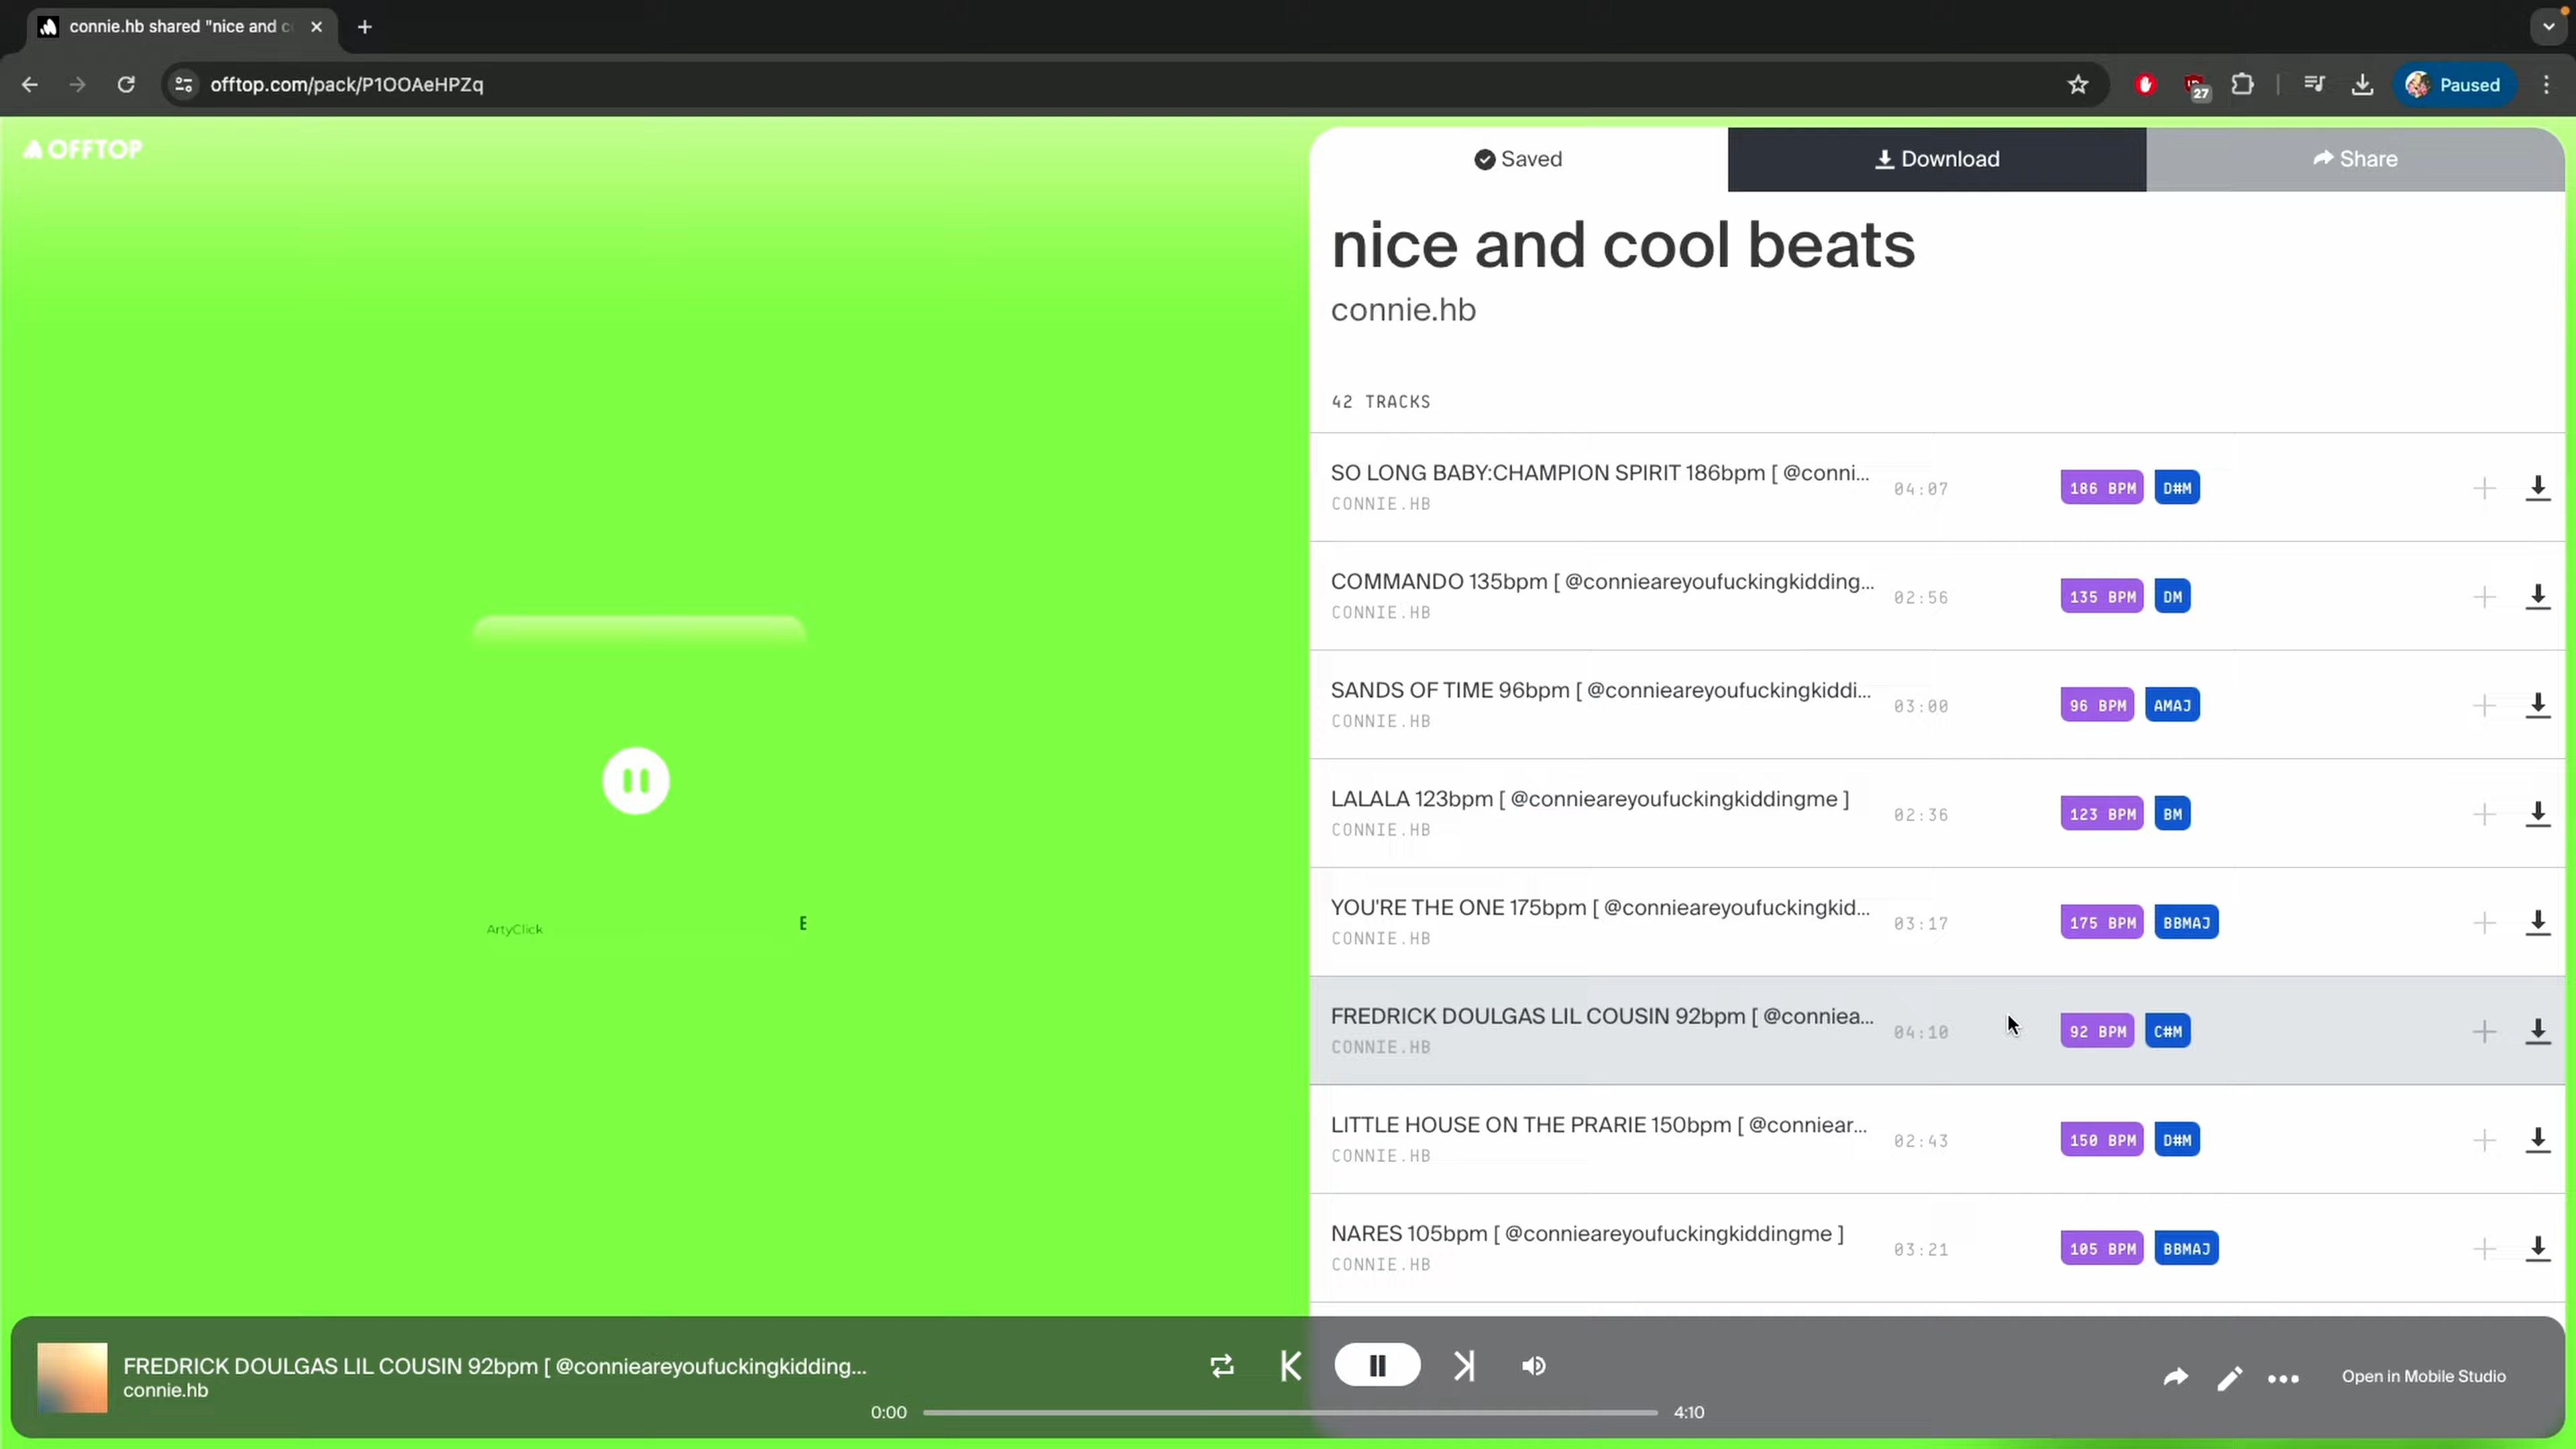 connie.hb shared "nice and c
offtop.com/pack/P1OOAeHPZq
27
Paused
OFFTOP
Saved
Download
Share
nice and cool beats
connie.hb
42 TRACKS
SO LONG BABY:CHAMPION SPIRIT 186bpm [ @conni... 04:07 186 BPM D#M
CONNIE.HB
COMMANDO 135bpm [ @connieareyoufuckingkidding... 02:56 135 BPM DM
CONNIE.HB
SANDS OF TIME 96bpm [ @connieareyoufuckingkiddi... 03:00 96 BPM AMAJ
CONNIE.HB
LALALA 123bpm [ @connieareyoufuckingkiddingme ] 02:36 123 BPM BM
CONNIE.HB
YOU'RE THE ONE 175bpm [ @connieareyoufuckingkid... 03:17 175 BPM BBMAJ
CONNIE.HB
FREDRICK DOULGAS LIL COUSIN 92bpm [ @conniea... 04:10 92 BPM C#M
CONNIE.HB
LITTLE HOUSE ON THE PRARIE 150bpm [ @conniear... 02:43 150 BPM D#M
CONNIE.HB
NARES 105bpm [ @connieareyoufuckingkiddingme ] 03:21 105 BPM BBMAJ
CONNIE.HB
ArtyClick E
FREDRICK DOULGAS LIL COUSIN 92bpm [ @connieareyoufuckingkidding...
connie.hb
0:00 4:10
Open in Mobile Studio